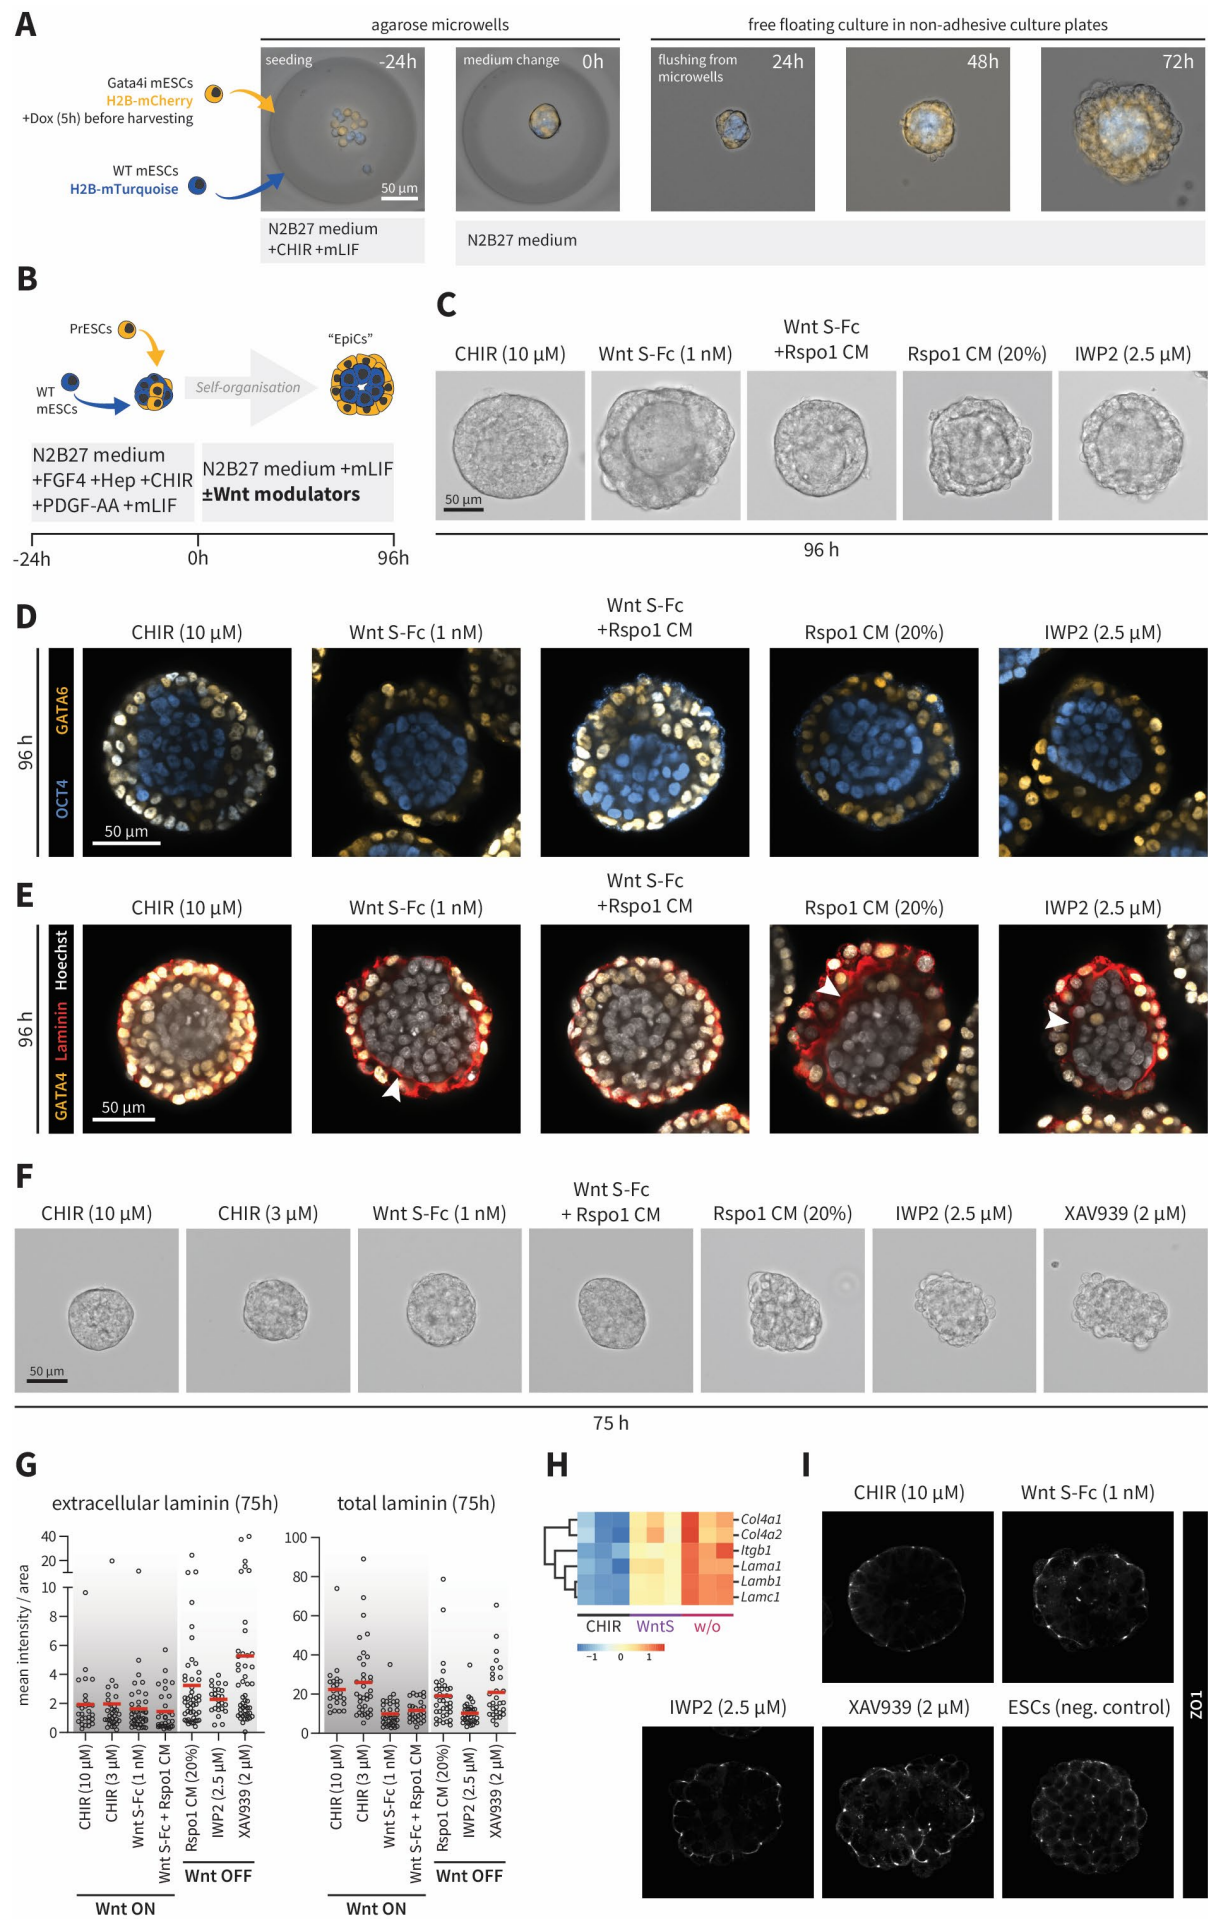 A
agarose microwells
free floating culture in non-adhesive culture plates
Gata4i mESCs
H2B-mCherry
+Dox (5h) before harvesting
WT mESCs
H2B-mTurquoise
seeding
-24h
50 µm
medium change
0h
flushing from
microwells
24h
48h
72h
N2B27 medium
+CHIR +mLIF
N2B27 medium
B
PrESCs
WT
mESCs
Self-organisation
“EpiCs”
N2B27 medium
+FGF4 +Hep +CHIR
+PDGF-AA +mLIF
N2B27 medium +mLIF
±Wnt modulators
-24h
0h
96h
C
CHIR (10 µM)
Wnt S-Fc (1 nM)
Wnt S-Fc
+Rspo1 CM
Rspo1 CM (20%)
IWP2 (2.5 µM)
50 µm
96 h
D
CHIR (10 µM)
Wnt S-Fc (1 nM)
Wnt S-Fc
+Rspo1 CM
Rspo1 CM (20%)
IWP2 (2.5 µM)
96 h
OCT4 GATA6
50 µm
E
CHIR (10 µM)
Wnt S-Fc (1 nM)
Wnt S-Fc
+Rspo1 CM
Rspo1 CM (20%)
IWP2 (2.5 µM)
96 h
GATA4 Laminin Hoechst
50 µm
F
CHIR (10 µM)
CHIR (3 µM)
Wnt S-Fc (1 nM)
Wnt S-Fc
+ Rspo1 CM
Rspo1 CM (20%)
IWP2 (2.5 µM)
XAV939 (2 µM)
50 µm
75 h
G
extracellular laminin (75h)
mean intensity / area
40
20
10
8
6
4
2
0
CHIR (10 µM)
CHIR (3 µM)
Wnt S-Fc (1 nM)
Wnt S-Fc + Rspo1 CM
Rspo1 CM (20%)
IWP2 (2.5 µM)
XAV939 (2 µM)
Wnt ON
Wnt OFF
total laminin (75h)
100
80
60
40
20
0
CHIR (10 µM)
CHIR (3 µM)
Wnt S-Fc (1 nM)
Wnt S-Fc + Rspo1 CM
Rspo1 CM (20%)
IWP2 (2.5 µM)
XAV939 (2 µM)
Wnt ON
Wnt OFF
H
Col4a1
Col4a2
Itgb1
Lama1
Lamb1
Lamc1
CHIR
WntS
w/o
−1
0
1
I
CHIR (10 µM)
Wnt S-Fc (1 nM)
IWP2 (2.5 µM)
XAV939 (2 µM)
ESCs (neg. control)
ZO1